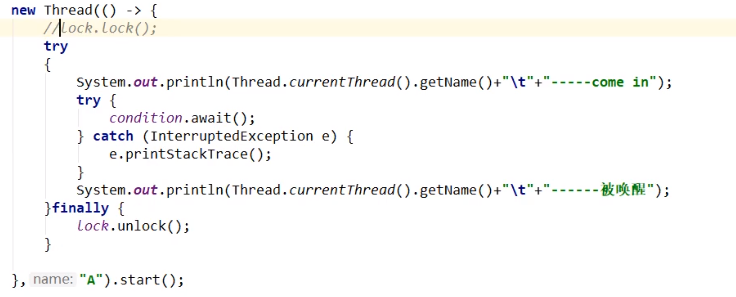 new Thread(() -> {
//lock.lock();
try
{
System.out.println(Thread.currentThread().getName()+"\t"+"-----come in");
try {
condition.await();
} catch (InterruptedException e) {
e.printStackTrace();
}
System.out.println(Thread.currentThread().getName()+"\t"+"------被唤醒");
}finally {
lock.unlock();
}
}, name: "A").start();